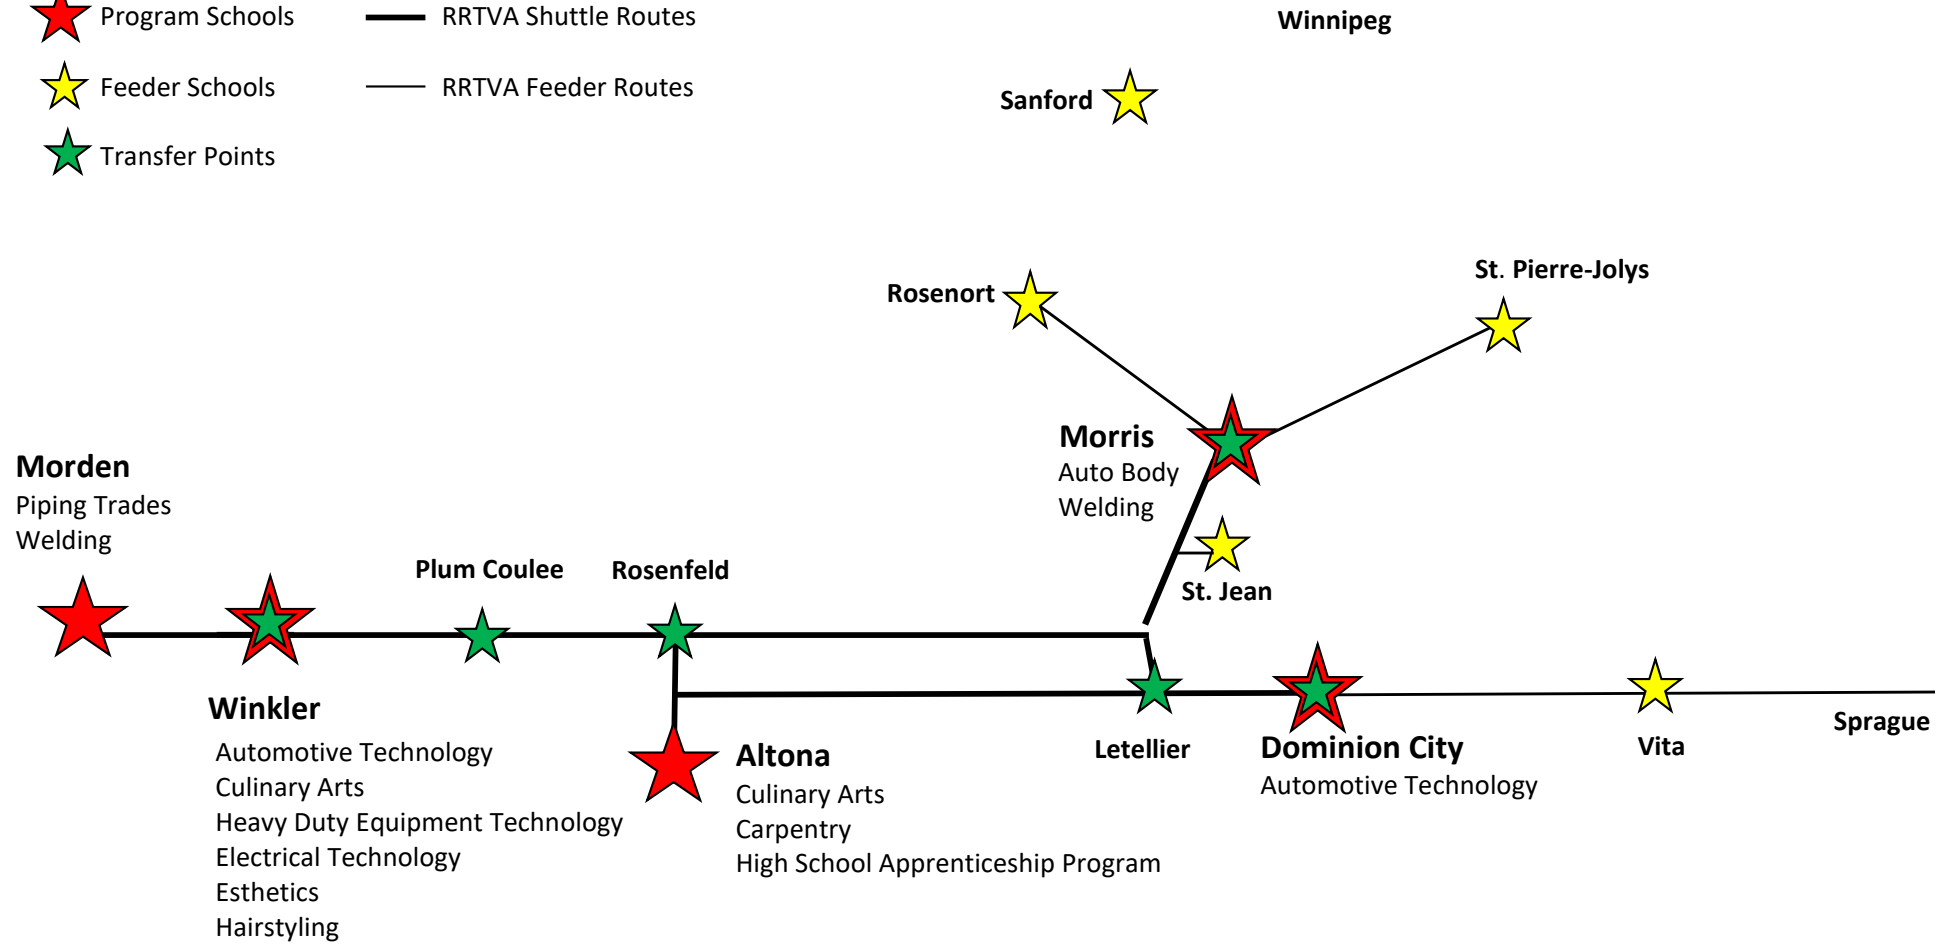 Program Schools
RRTVA Shuttle Routes
Winnipeg
Feeder Schools
RRTVA Feeder Routes
Sanford
Transfer Points
St. Pierre-Jolys
Rosenort
Morris
Auto Body
Welding
Morden
Piping Trades
Welding
Plum Coulee
Rosenfeld
St. Jean
Winkler
Automotive Technology
Culinary Arts
Heavy Duty Equipment Technology
Electrical Technology
Esthetics
Hairstyling
Altona
Culinary Arts
Carpentry
High School Apprenticeship Program
Letellier
Dominion City
Automotive Technology
Vita
Sprague